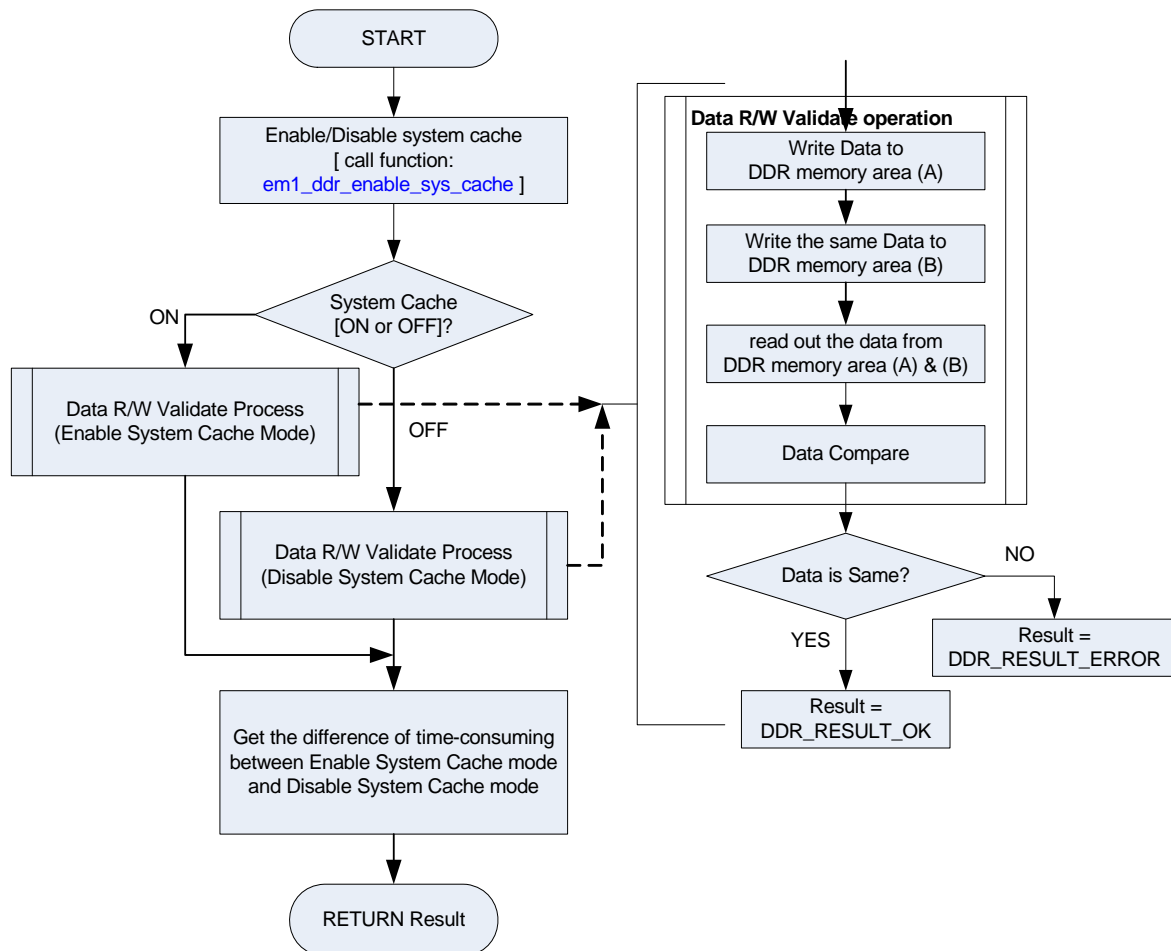 START
Enable/Disable system cache
[ call function:
em1_ddr_enable_sys_cache ]
System Cache
[ON or OFF]?
ON
OFF
Data R/W Validate Process
(Enable System Cache Mode)
Data R/W Validate Process
(Disable System Cache Mode)
Get the difference of time-consuming
between Enable System Cache mode
and Disable System Cache mode
RETURN Result
Data R/W Validate operation
Write Data to
DDR memory area (A)
Write the same Data to
DDR memory area (B)
read out the data from
DDR memory area (A) & (B)
Data Compare
Data is Same?
NO
YES
Result =
DDR_RESULT_ERROR
Result =
DDR_RESULT_OK